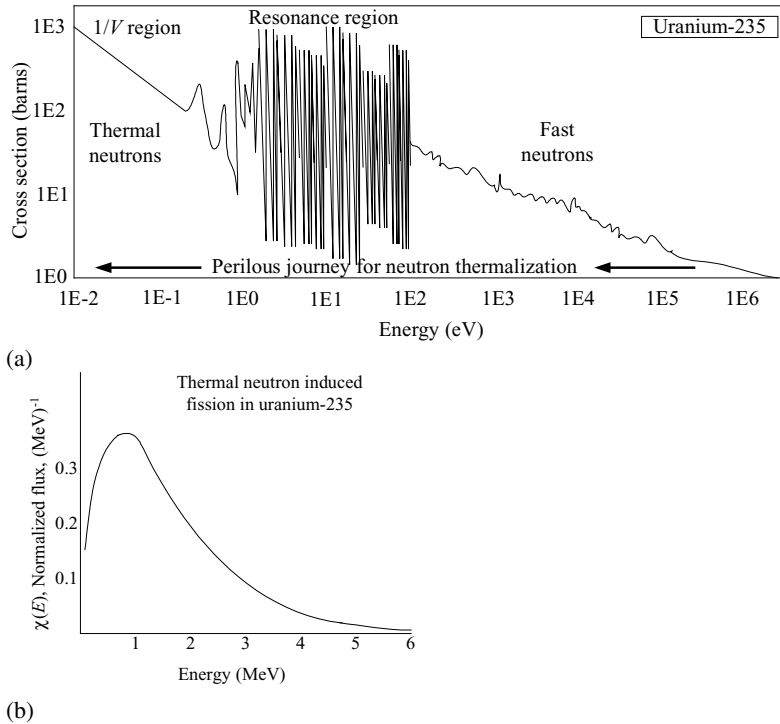 Resonance region
Uranium-235
1E3
1/V region
Cross section (barns)
1E2
Thermal
neutrons
Fast
neutrons
1E1
Perilous journey for neutron thermalization
1E0
1E-2 1E-1 1E0 1E1 1E2 1E3 1E4 1E5 1E6
Energy (eV)
(a)
Thermal neutron induced
fission in uranium-235
χ(E), Normalized flux, (MeV)-1
0.3
0.2
0.1
1 2 3 4 5 6
Energy (MeV)
(b)